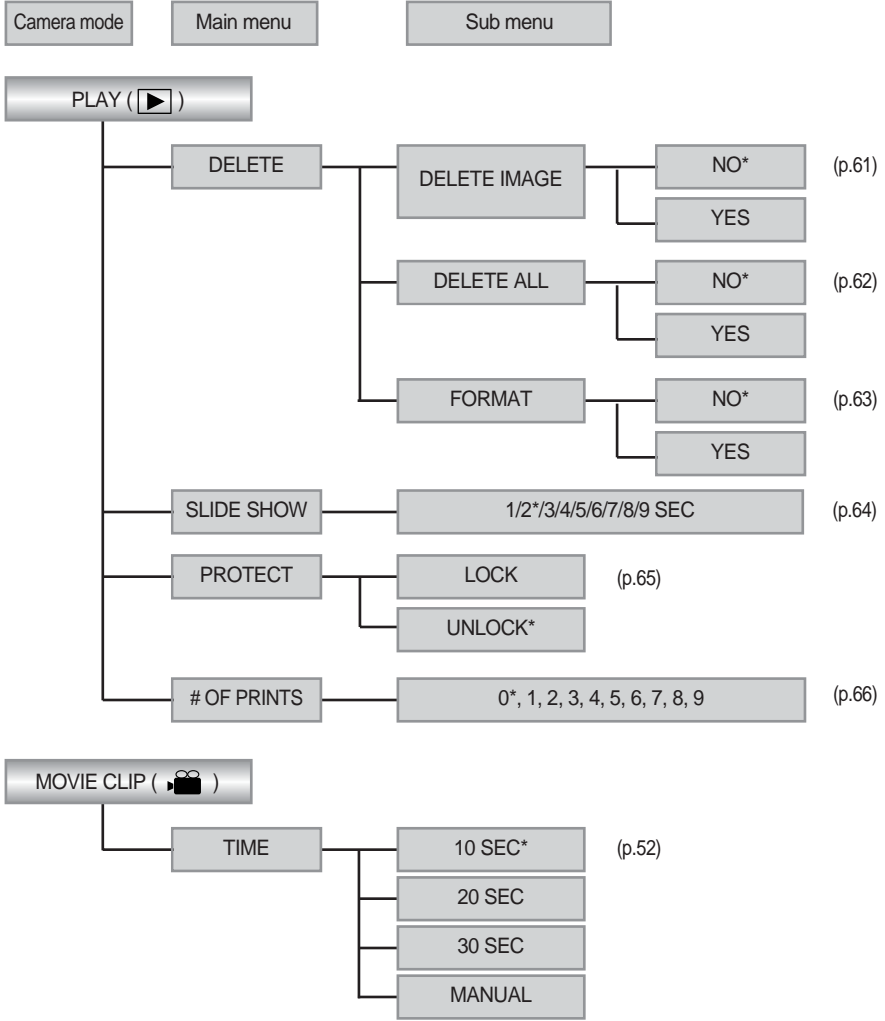 Camera mode Main menu Sub menu
PLAY ( )
DELETE DELETE IMAGE NO* (p.61)
YES
DELETE ALL NO* (p.62)
YES
FORMAT NO* (p.63)
YES
SLIDE SHOW 1/2*/3/4/5/6/7/8/9 SEC (p.64)
PROTECT LOCK (p.65)
UNLOCK*
# OF PRINTS 0*, 1, 2, 3, 4, 5, 6, 7, 8, 9 (p.66)
MOVIE CLIP ( )
TIME 10 SEC* (p.52)
20 SEC
30 SEC
MANUAL